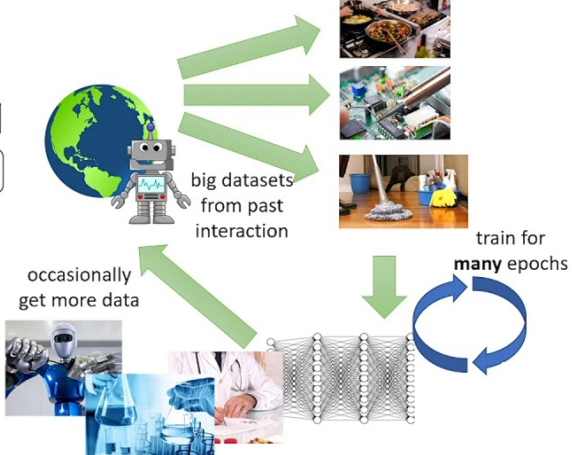 big datasets
from past
interaction
train for
many epochs
occasionally
get more data